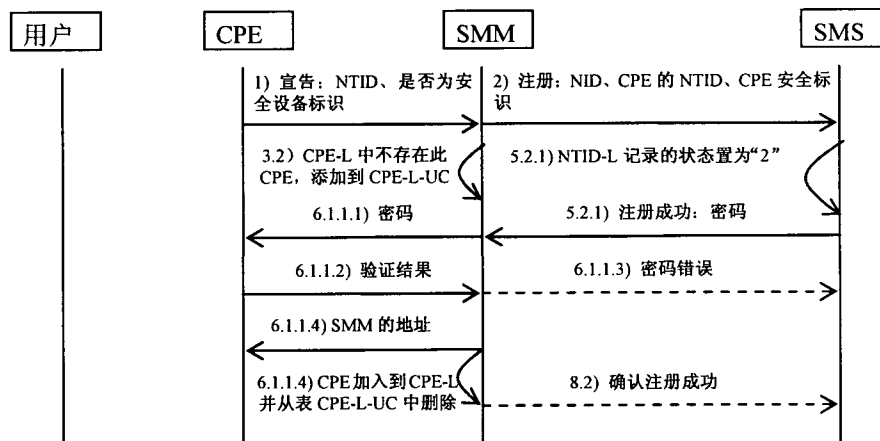 用户
CPE
SMM
SMS
1) 宣告: NTID、是否为安
全设备标识
2) 注册: NID、CPE 的 NTID、CPE 安全标
识
3.2) CPE-L 中不存在此
CPE, 添加到 CPE-L-UC
5.2.1) NTID-L 记录的状态置为“2”
6.1.1.1) 密码
5.2.1) 注册成功: 密码
6.1.1.2) 验证结果
6.1.1.3) 密码错误
6.1.1.4) SMM 的地址
6.1.1.4) CPE 加入到 CPE-L
并从表 CPE-L-UC 中删除
8.2) 确认注册成功